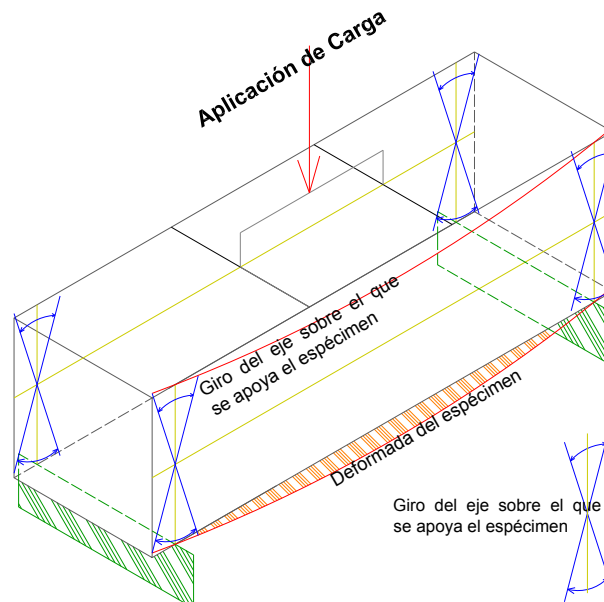 Aplicación de Carga
Giro del eje sobre el que
se apoya el espécimen
Deformada del espécimen
Giro del eje sobre el que
se apoya el espécimen